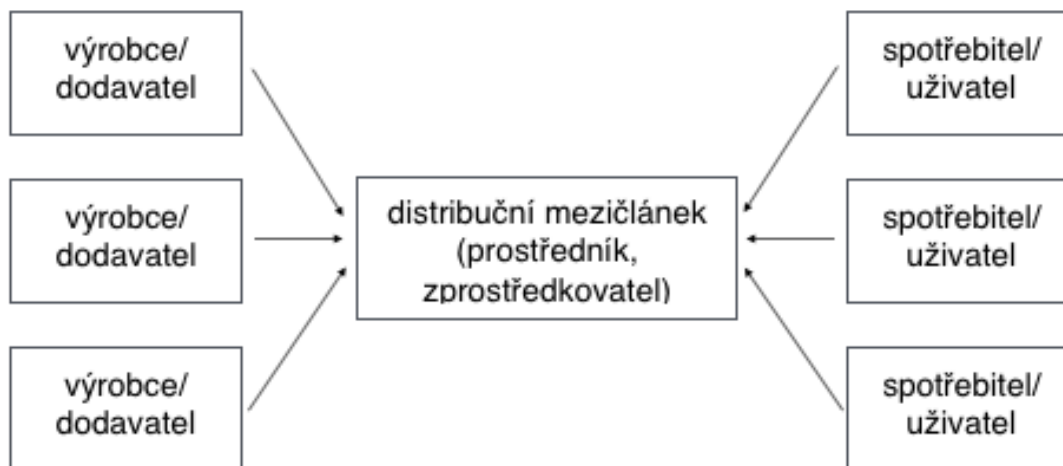 výrobce/
dodavatel
spotřebitel/
uživatel
výrobce/
dodavatel
distribuční mezičlánek
(prostředník,
zprostředkovatel)
spotřebitel/
uživatel
výrobce/
dodavatel
spotřebitel/
uživatel